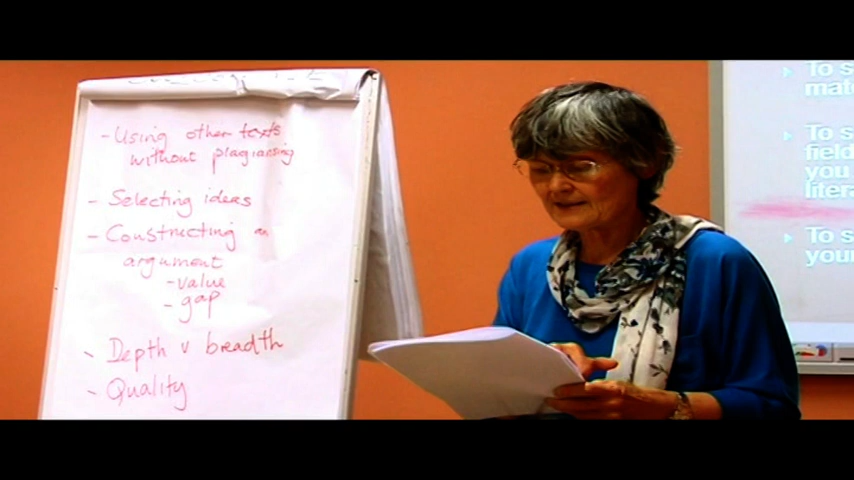 - Using other texts
without plagiarising
- Selecting ideas
- Constructing an
argument
- value
- gap
- Depth v breadth
- Quality
To s
mat
To s
field
you
litera
To s
your